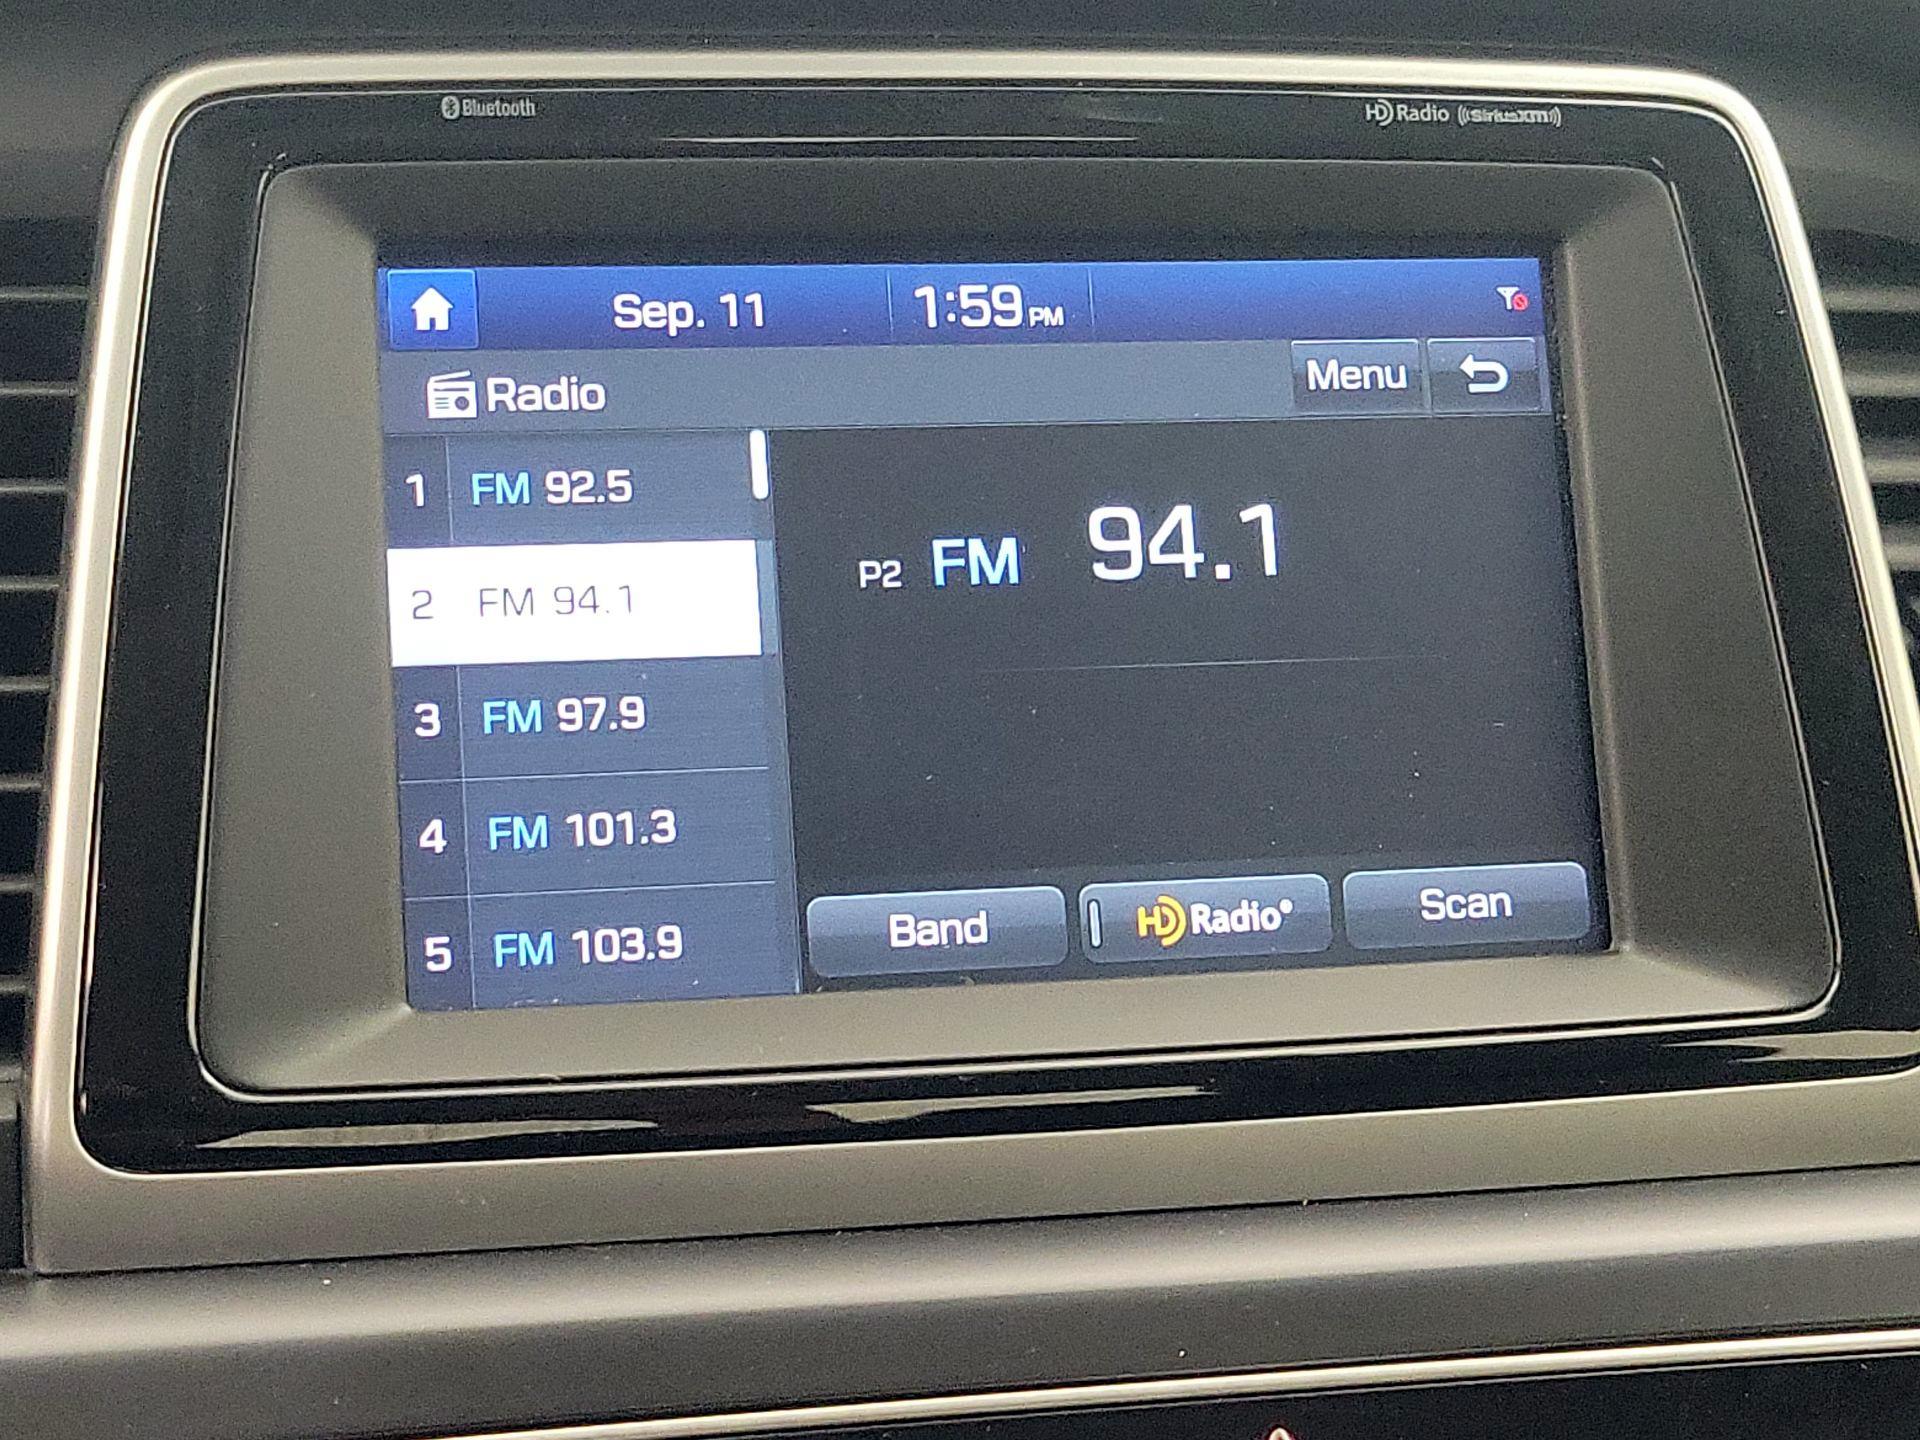 Bluetooth
HD Radio ((SiriusXM))
Sep. 11 1:59 PM
Radio Menu
1 FM 92.5
2 FM 94.1
3 FM 97.9
4 FM 101.3
5 FM 103.9
P2 FM 94.1
Band HD Radio® Scan